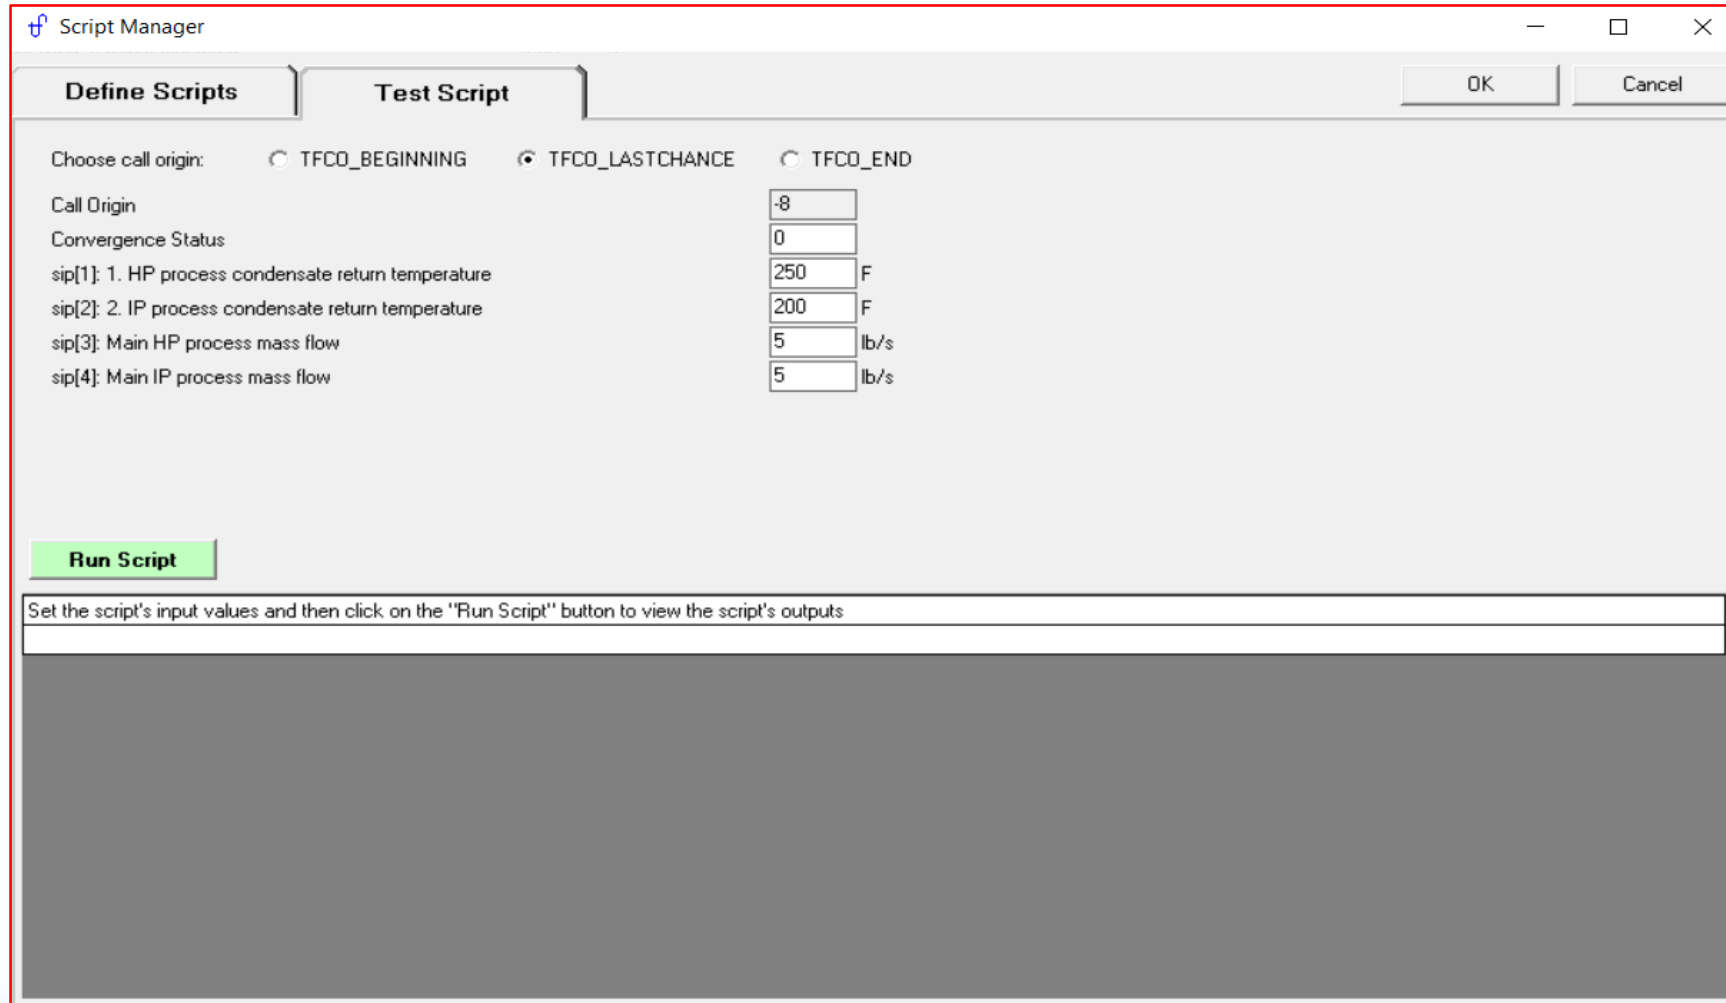 Script Manager
Define Scripts Test Script OK Cancel
Choose call origin: TFCO_BEGINNING TFCO_LASTCHANCE TFCO_END
Call Origin -8
Convergence Status 0
sip[1]: 1. HP process condensate return temperature 250 F
sip[2]: 2. IP process condensate return temperature 200 F
sip[3]: Main HP process mass flow 5 lb/s
sip[4]: Main IP process mass flow 5 lb/s
Run Script
Set the script's input values and then click on the "Run Script" button to view the script's outputs